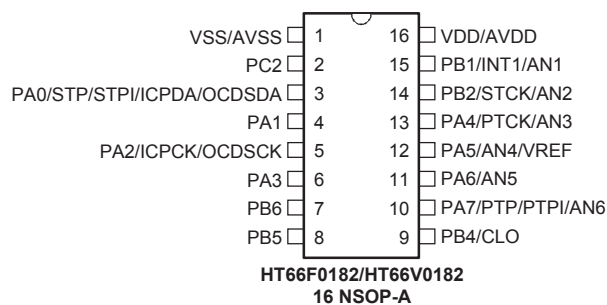 VSS/AVSS 1 16 VDD/AVDD
PC2 2 15 PB1/INT1/AN1
PA0/STP/STPI/ICPDA/OCDSDA 3 14 PB2/STCK/AN2
PA1 4 13 PA4/PTCK/AN3
PA2/ICPCK/OCDSCK 5 12 PA5/AN4/VREF
PA3 6 11 PA6/AN5
PB6 7 10 PA7/PTP/PTPI/AN6
PB5 8 9 PB4/CLO
HT66F0182/HT66V0182
16 NSOP-A